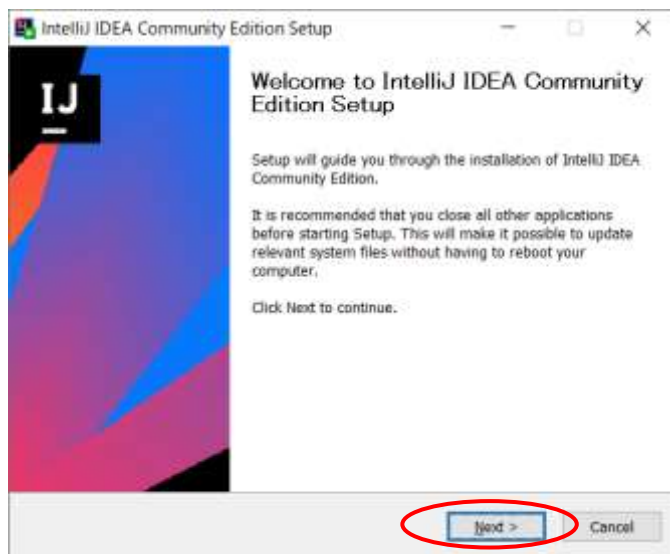 IntelliJ IDEA Community Edition Setup
IJ
Welcome to IntelliJ IDEA Community
Edition Setup
Setup will guide you through the installation of IntelliJ IDEA
Community Edition.
It is recommended that you close all other applications
before starting Setup. This will make it possible to update
relevant system files without having to reboot your
computer.
Click Next to continue.
Next > Cancel